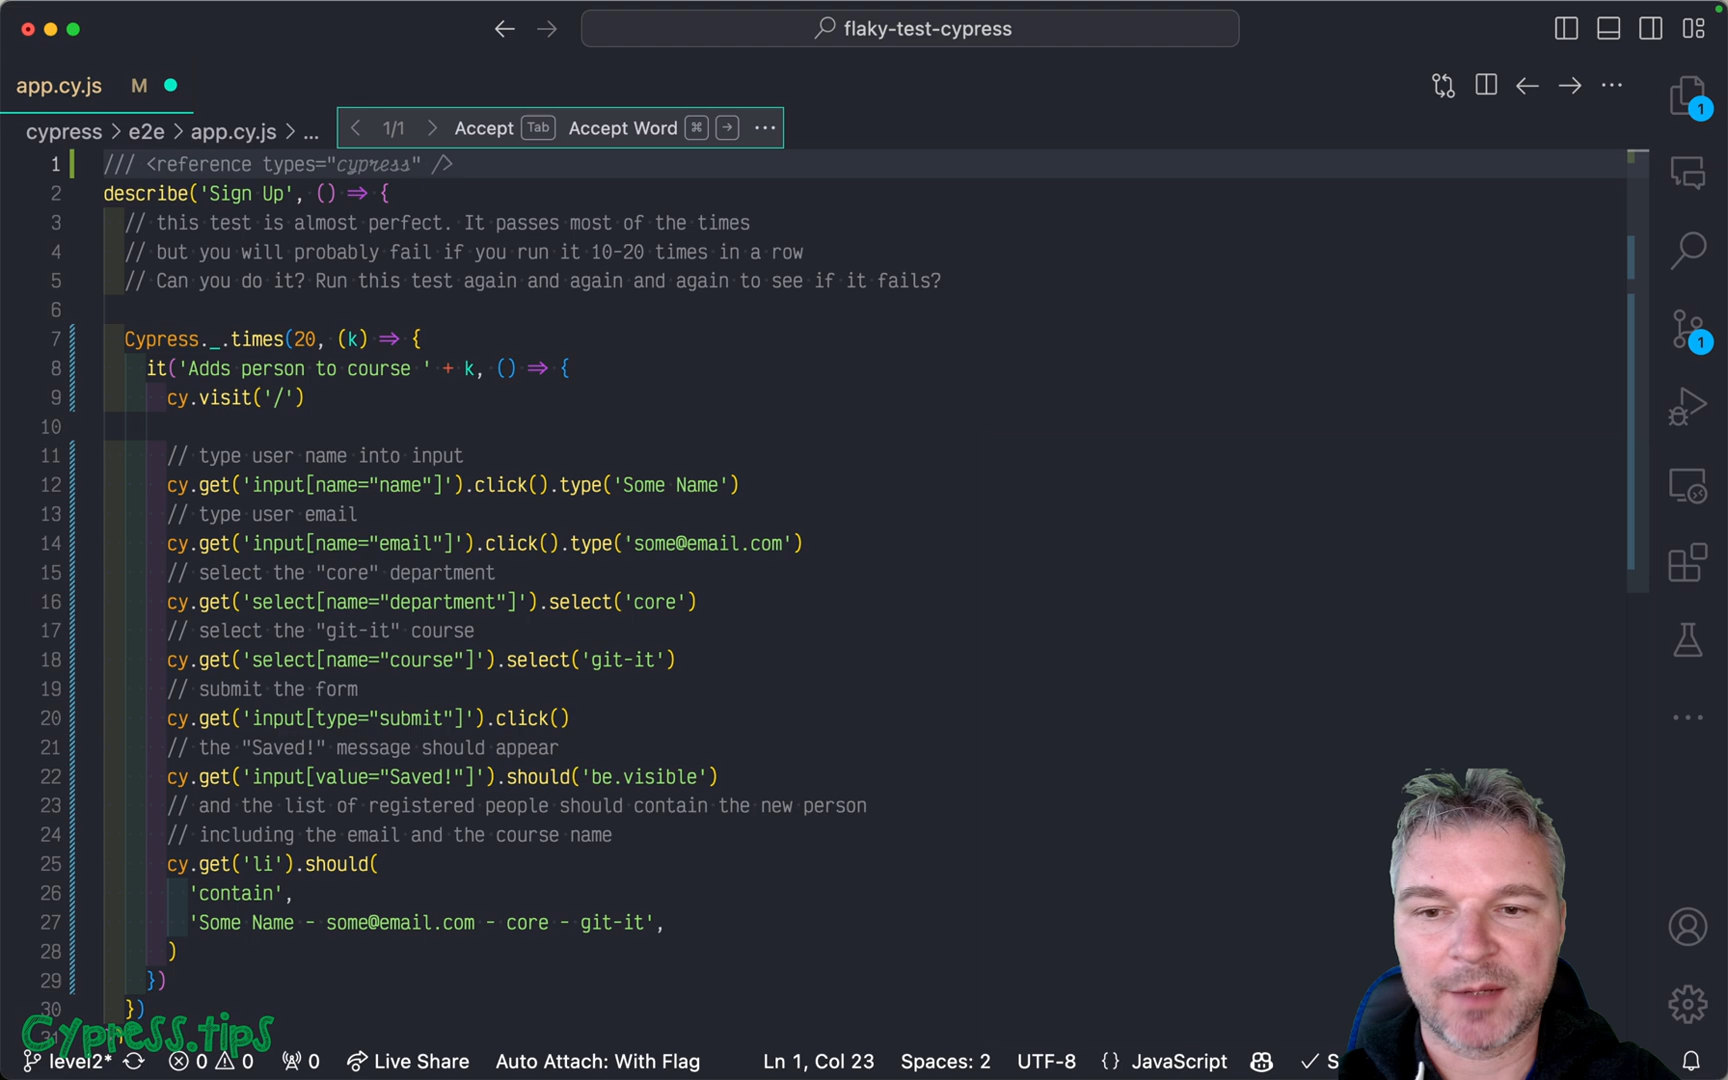 flaky-test-cypress
app.cy.js M
cypress > e2e > app.cy.js > ...
1/1 Accept Tab Accept Word ⌘ → ...
1 /// <reference types="cypress" />
2 describe('Sign Up', () => {
3 // this test is almost perfect. It passes most of the times
4 // but you will probably fail if you run it 10-20 times in a row
5 // Can you do it? Run this test again and again and again to see if it fails?
6
7 Cypress._.times(20, (k) => {
8 it('Adds person to course ' + k, () => {
9 cy.visit('/')
10
11 // type user name into input
12 cy.get('input[name="name"]').click().type('Some Name')
13 // type user email
14 cy.get('input[name="email"]').click().type('some@email.com')
15 // select the "core" department
16 cy.get('select[name="department"]').select('core')
17 // select the "git-it" course
18 cy.get('select[name="course"]').select('git-it')
19 // submit the form
20 cy.get('input[type="submit"]').click()
21 // the "Saved!" message should appear
22 cy.get('input[value="Saved!"]').should('be.visible')
23 // and the list of registered people should contain the new person
24 // including the email and the course name
25 cy.get('li').should(
26 'contain',
27 'Some Name - some@email.com - core - git-it',
28 )
29 })
30 })
Cypress.tips
level2* 0 0 0 Live Share Auto Attach: With Flag Ln 1, Col 23 Spaces: 2 UTF-8 {} JavaScript
1
1